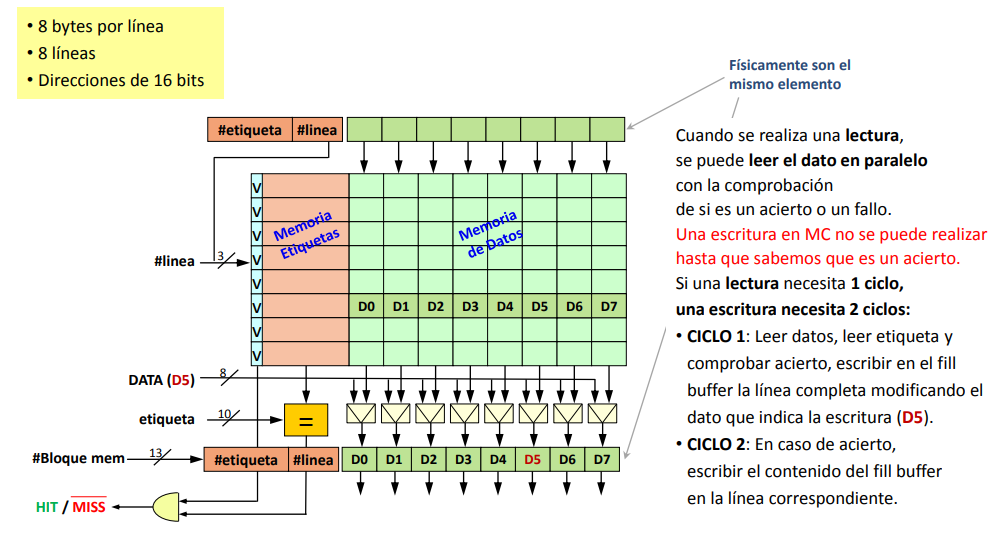 • 8 bytes por línea
• 8 líneas
• Direcciones de 16 bits
Físicamente son el
mismo elemento
#etiqueta #linea
Cuando se realiza una lectura,
se puede leer el dato en paralelo
con la comprobación
de si es un acierto o un fallo.
Una escritura en MC no se puede realizar
hasta que sabemos que es un acierto.
Si una lectura necesita 1 ciclo,
una escritura necesita 2 ciclos:
• CICLO 1: Leer datos, leer etiqueta y
comprobar acierto, escribir en el fill
buffer la línea completa modificando el
dato que indica la escritura (D5).
• CICLO 2: En caso de acierto,
escribir el contenido del fill buffer
en la línea correspondiente.
V
V
V
V
V
V
V
V
Memoria
Etiquetas
Memoria
de Datos
#linea 3
D0 D1 D2 D3 D4 D5 D6 D7
DATA (D5) 8
etiqueta 10 =
#Bloque mem 13 #etiqueta #linea D0 D1 D2 D3 D4 D5 D6 D7
HIT / MISS